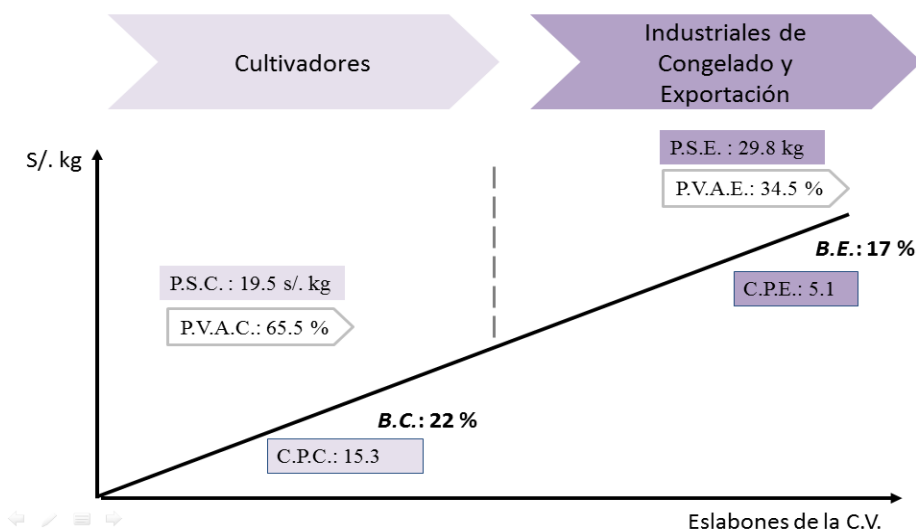 Cultivadores
Industriales de
Congelado y
Exportación
S/. kg
P.S.E. : 29.8 kg
P.V.A.E.: 34.5 %
B.E.: 17 %
C.P.E.: 5.1
P.S.C. : 19.5 s/. kg
P.V.A.C.: 65.5 %
B.C.: 22 %
C.P.C.: 15.3
Eslabones de la C.V.